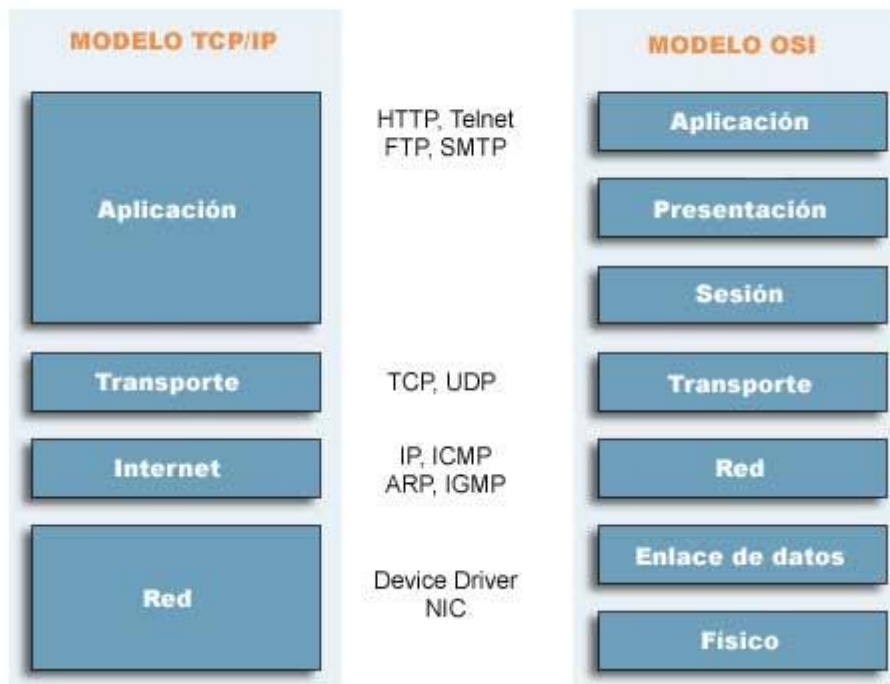 MODELO TCP/IP
Aplicación
Transporte
Internet
Red
HTTP, Telnet
FTP, SMTP
TCP, UDP
IP, ICMP
ARP, IGMP
Device Driver
NIC
MODELO OSI
Aplicación
Presentación
Sesión
Transporte
Red
Enlace de datos
Físico